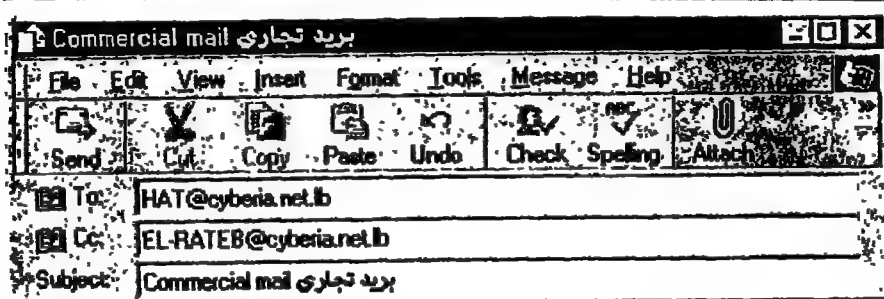 Commercial mail بريد تجاري
File Edit View Insert Format Tools Message Help
Send Cut Copy Paste Undo Check Spelling Attach
To: HAT@cyberia.net.lb
Cc: EL-RATEB@cyberia.net.lb
Subject: Commercial mail بريد تجاري